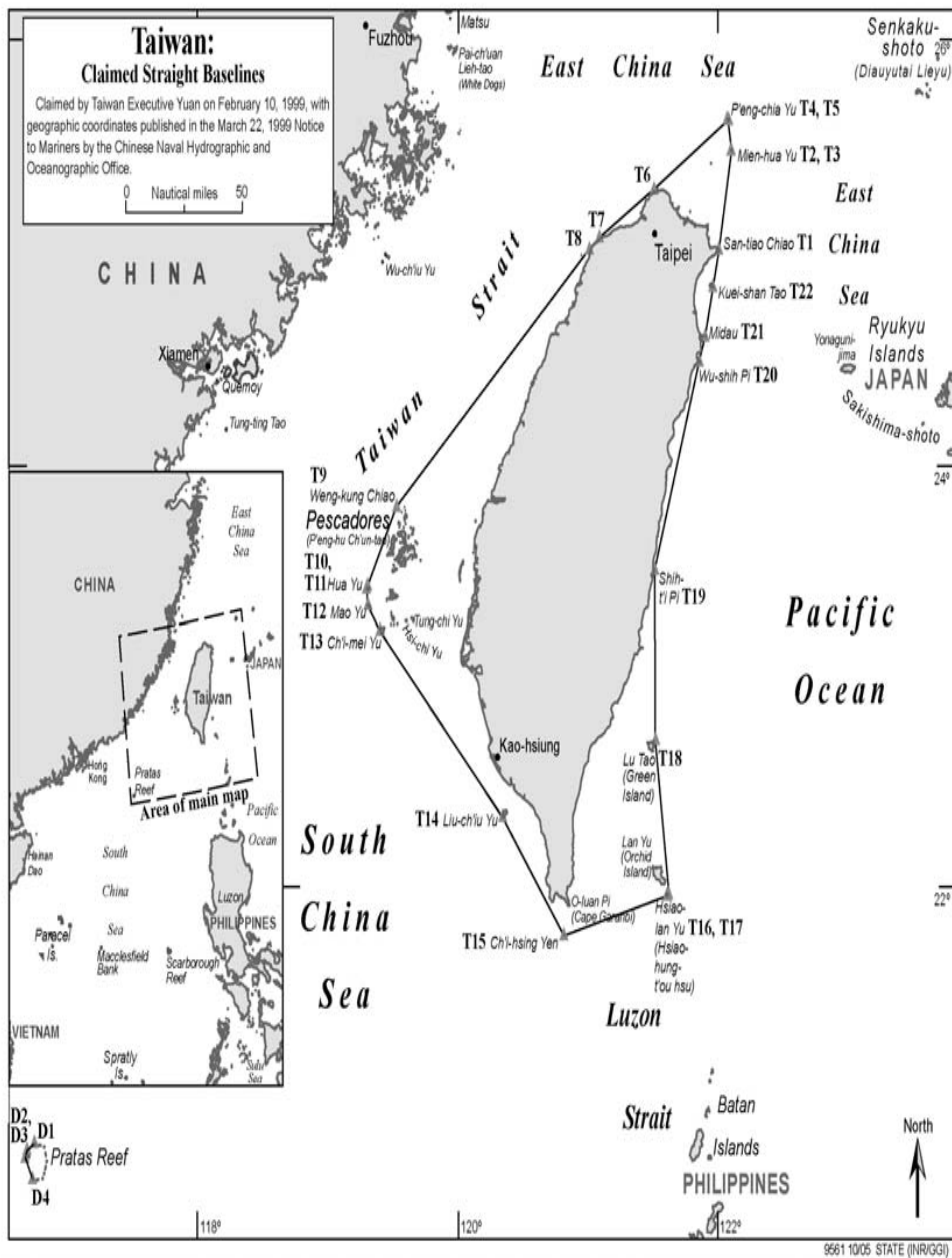 Taiwan:
Claimed Straight Baselines
Claimed by Taiwan Executive Yuan on February 10, 1999, with
geographic coordinates published in the March 22, 1999 Notice
to Mariners by the Chinese Naval Hydrographic and
Oceanographic Office.
0 Nautical miles 50
Fuzhou
Matsu
Pai-ch'uan
Lieh-tao
(White Dogs)
East China Sea
Senkaku-
shoto
(Diauyutai Lieyu)
26°
P'eng-chia Yu T4, T5
Mien-hua Yu T2, T3
T6
T7
T8
Taipei
San-tiao Chiao T1
East
China
Sea
Kuei-shan Tao T22
Midau T21
Wu-shih Pi T20
Yonaguni-
jima
Ryukyu
Islands
JAPAN
Sakishima-shoto
CHINA
Wu-ch'iu Yu
Taiwan Strait
Xiamen
Quemoy
Tung-ting Tao
24°
T9
Weng-kung Chiao
Pescadores
(P'eng-hu Ch'un-tao)
T10,
T11 Hua Yu
T12 Mao Yu
T13 Ch'i-mei Yu
Tung-chi Yu
Hsi-chi Yu
Shih-
t'i Pi T19
Pacific
Ocean
Kao-hsiung
Lu Tao T18
(Green
Island)
T14 Liu-ch'iu Yu
Lan Yu
(Orchid
Island)
22°
O-luan Pi
(Cape Garanbi)
T15 Ch'i-hsing Yen
Hsiao-
lan Yu T16, T17
(Hsiao-
hung-
t'ou hsu)
South
China
Sea
Luzon
Strait
Batan
Islands
PHILIPPINES
North
East
China
Sea
CHINA
JAPAN
Taiwan
Hong
Kong
Pratas
Reef
Area of main map
Pacific
Ocean
Hainan
Dao
South
China
Sea
Luzon
PHILIPPINES
Paracel
Is.
Macclesfield
Bank
Scarborough
Reef
VIETNAM
Spratly
Is.
Sulu
Sea
D2,
D3 D1
Pratas Reef
D4
118°
120°
122°
9561 10/05 STATE (INR/GGI)